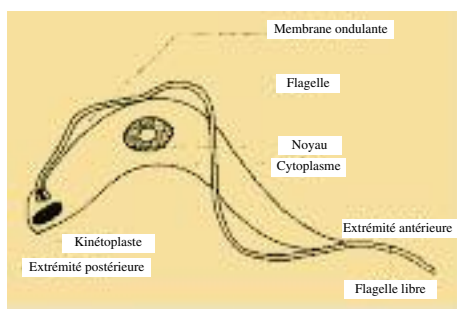 Membrane ondulante
Flagelle
Noyau
Cytoplasme
Extrémité antérieure
Kinétoplaste
Extrémité postérieure
Flagelle libre